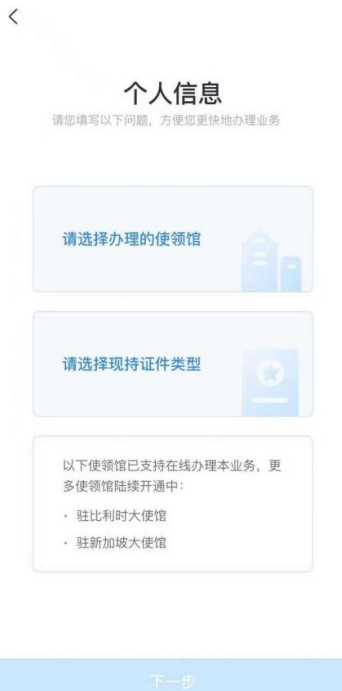 个人信息
请您填写以下问题，方便您更快地办理业务
请选择办理的使领馆
请选择现持证件类型
以下使领馆已支持在线办理本业务，更
多使领馆陆续开通中：
· 驻比利时大使馆
· 驻新加坡大使馆
下一步